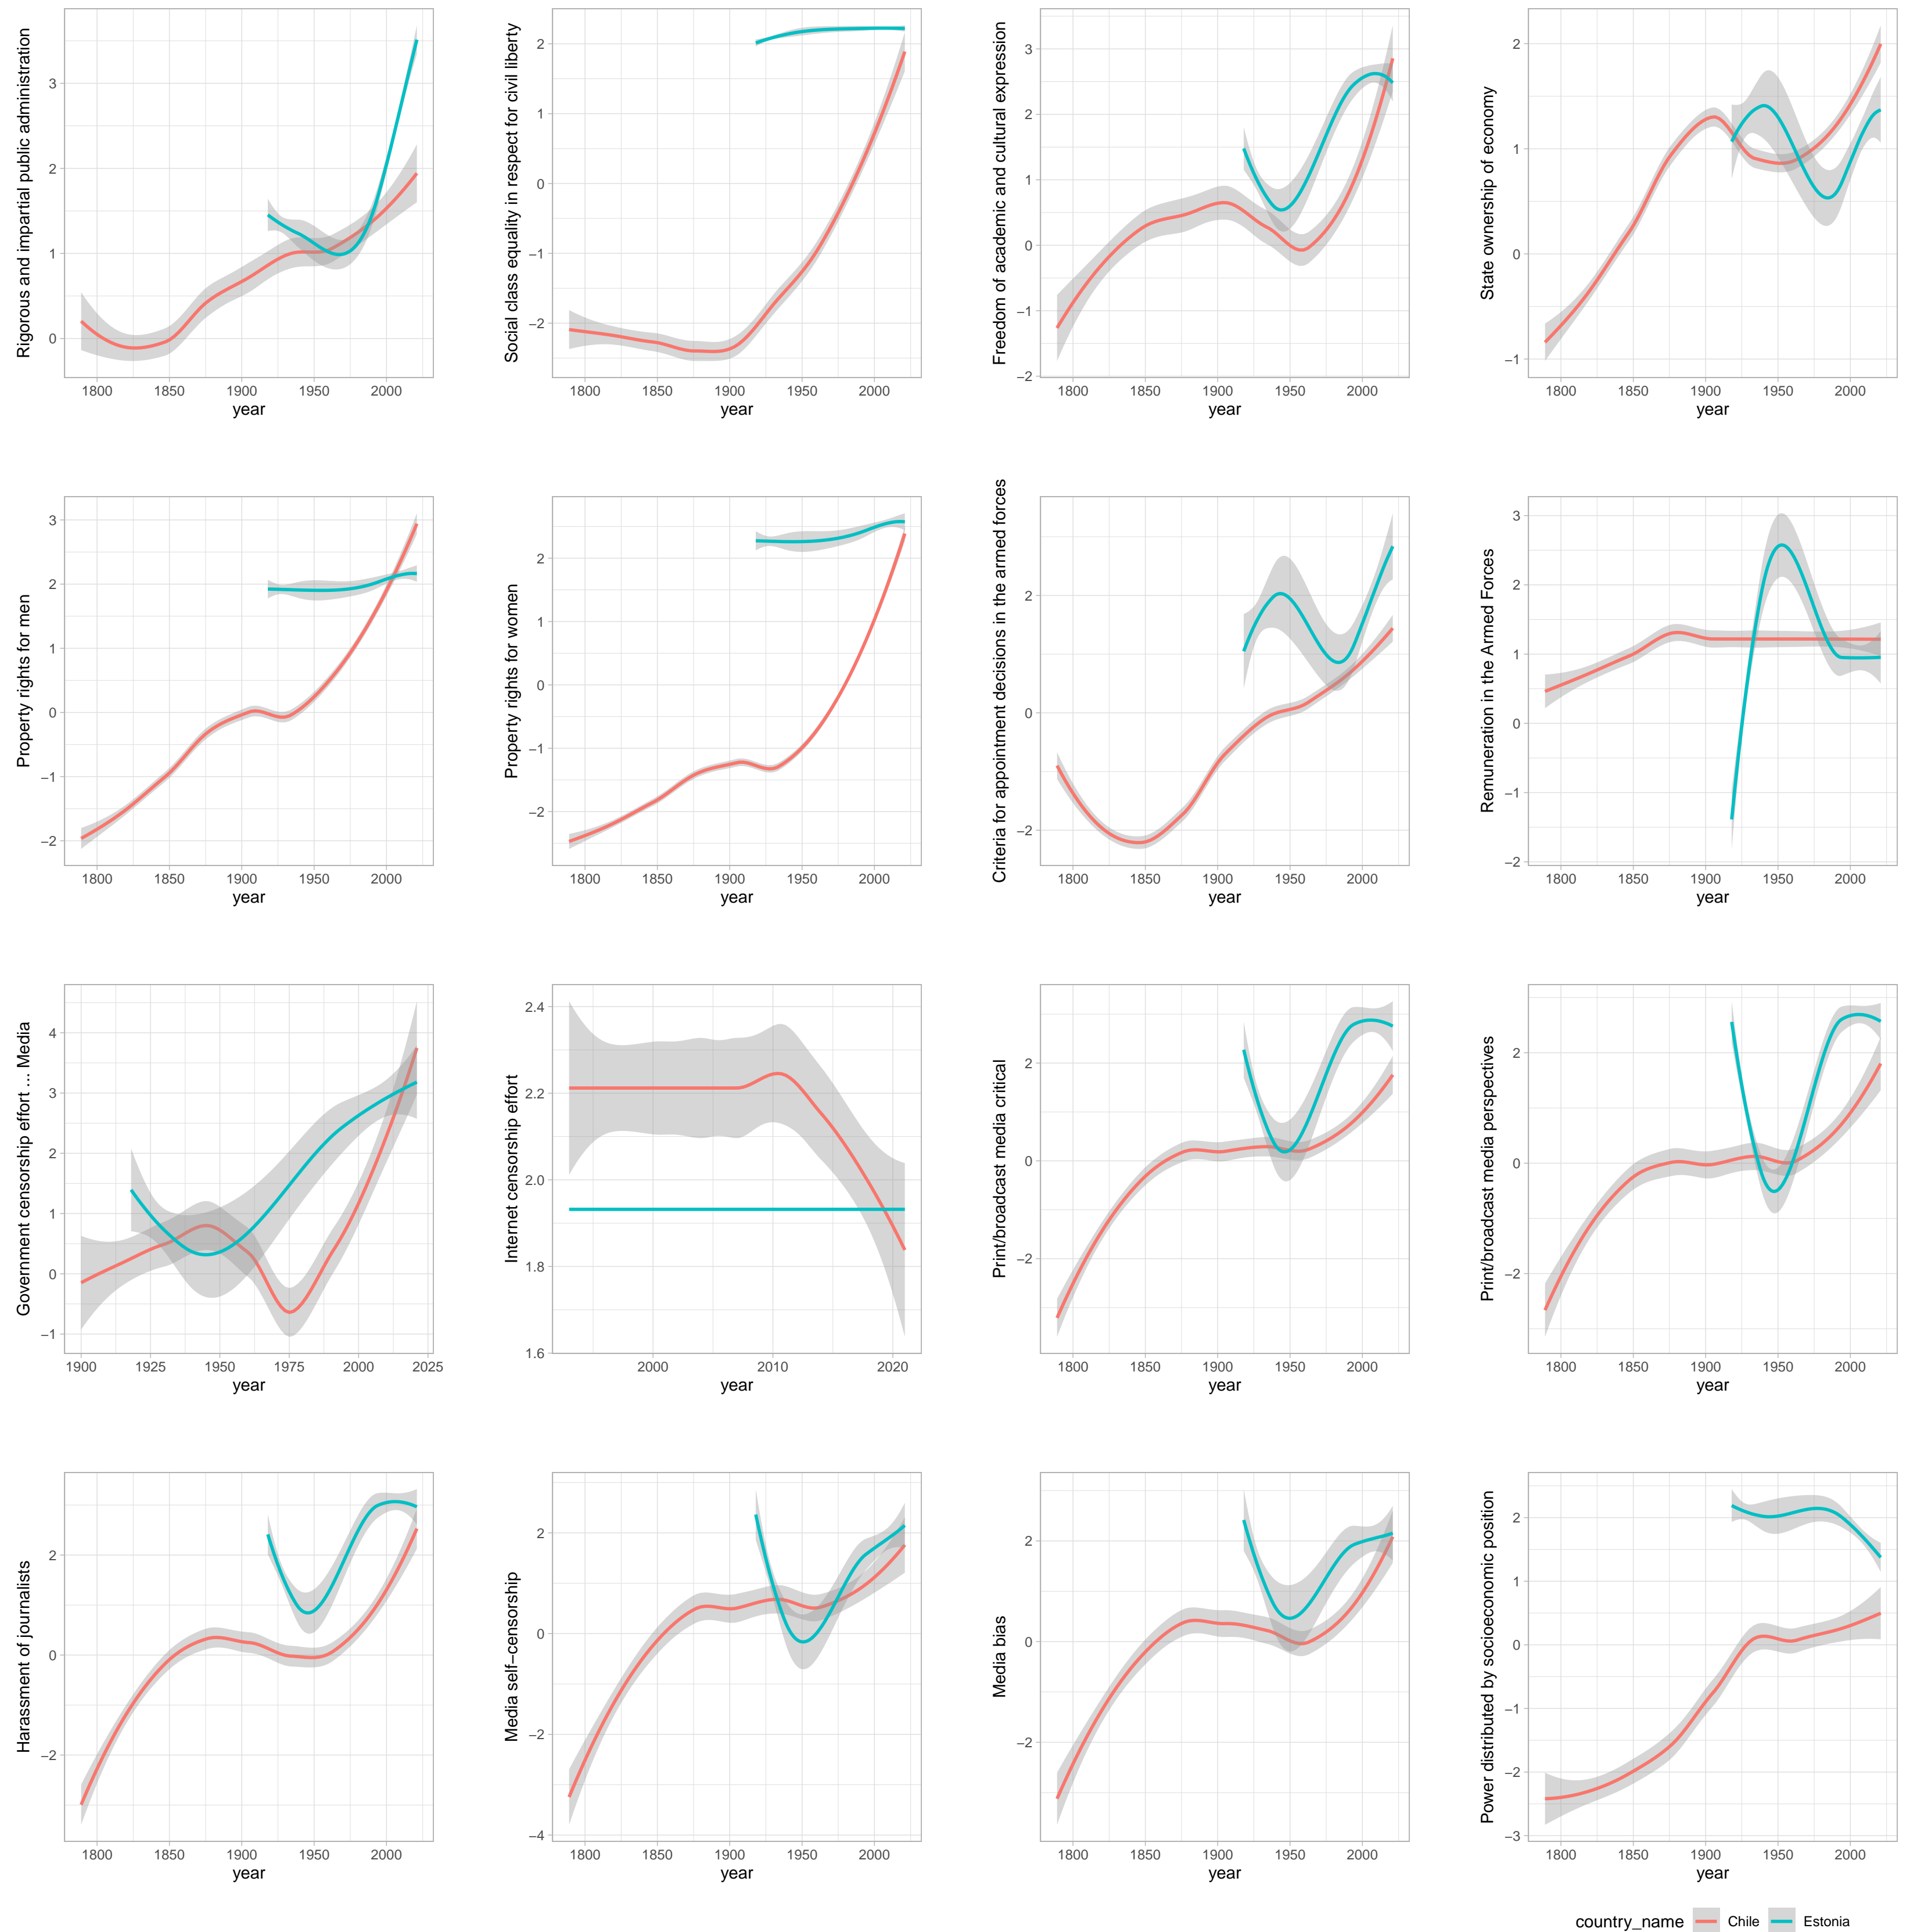 Rigorous and impartial public administration
3
2
1
0
1800 1850 1900 1950 2000
year
Social class equality in respect for civil liberty
2
1
0
−1
−2
1800 1850 1900 1950 2000
year
Freedom of academic and cultural expression
3
2
1
0
−1
−2
1800 1850 1900 1950 2000
year
State ownership of economy
2
1
0
−1
1800 1850 1900 1950 2000
year
Property rights for men
3
2
1
0
−1
−2
1800 1850 1900 1950 2000
year
Property rights for women
2
1
0
−1
−2
1800 1850 1900 1950 2000
year
Criteria for appointment decisions in the armed forces
2
0
−2
1800 1850 1900 1950 2000
year
Remuneration in the Armed Forces
3
2
1
0
−1
−2
1800 1850 1900 1950 2000
year
Government censorship effort ... Media
4
3
2
1
0
−1
1900 1925 1950 1975 2000 2025
year
Internet censorship effort
2.4
2.2
2.0
1.8
1.6
2000 2010 2020
year
Print/broadcast media critical
2
0
−2
1800 1850 1900 1950 2000
year
Print/broadcast media perspectives
2
0
−2
1800 1850 1900 1950 2000
year
Harassment of journalists
2
0
−2
1800 1850 1900 1950 2000
year
Media self−censorship
2
0
−2
−4
1800 1850 1900 1950 2000
year
Media bias
2
0
−2
1800 1850 1900 1950 2000
year
Power distributed by socioeconomic position
2
1
0
−1
−2
−3
1800 1850 1900 1950 2000
year
country_name Chile Estonia